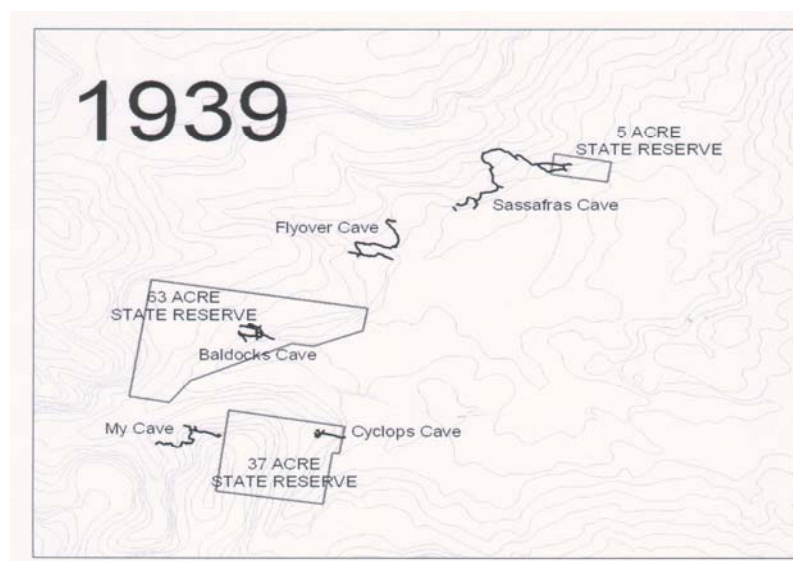 1939
5 ACRE
STATE RESERVE
Sassafras Cave
Flyover Cave
63 ACRE
STATE RESERVE
Baldocks Cave
My Cave
Cyclops Cave
37 ACRE
STATE RESERVE